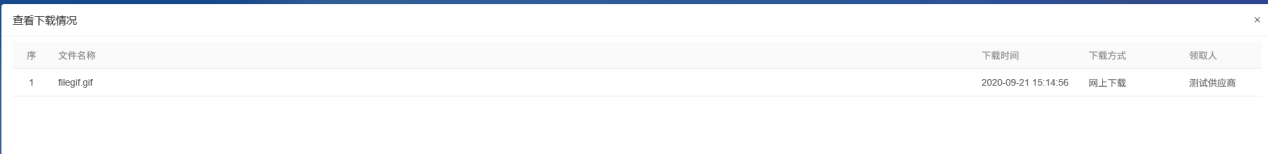 查看下载情况 ×
序 文件名称 下载时间 下载方式 领取人
1 filegif.gif 2020-09-21 15:14:56 网上下载 测试供应商